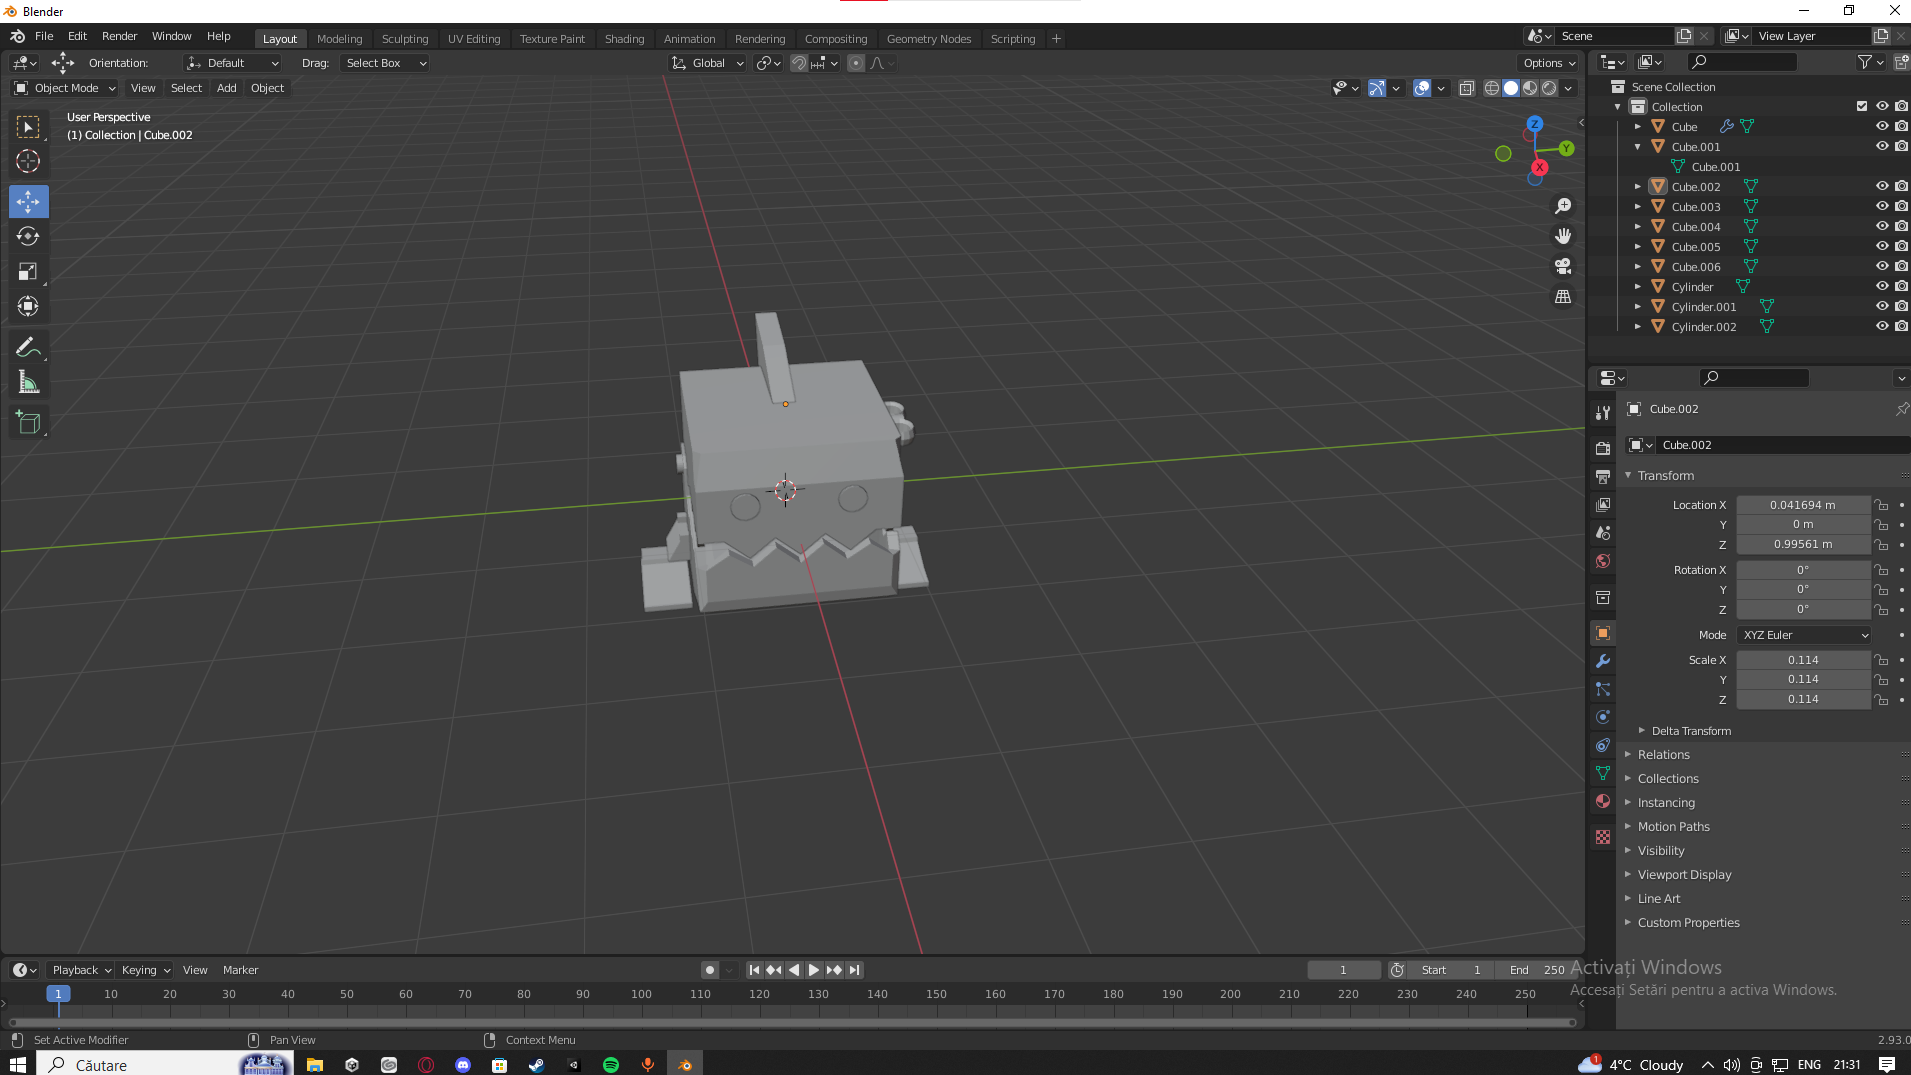 Blender
File Edit Render Window Help
Layout Modeling Sculpting UV Editing Texture Paint Shading Animation Rendering Compositing Geometry Nodes Scripting +
Scene
View Layer
Orientation: Default Drag: Select Box
Global
Options
Object Mode View Select Add Object
User Perspective
(1) Collection | Cube.002
Z
Y
X
Scene Collection
Collection
Cube
Cube.001
Cube.001
Cube.002
Cube.003
Cube.004
Cube.005
Cube.006
Cylinder
Cylinder.001
Cylinder.002
Cube.002
Cube.002
Transform
Location X 0.041694 m
Y 0 m
Z 0.99561 m
Rotation X 0°
Y 0°
Z 0°
Mode XYZ Euler
Scale X 0.114
Y 0.114
Z 0.114
Delta Transform
Relations
Collections
Instancing
Motion Paths
Visibility
Viewport Display
Line Art
Custom Properties
Activați Windows
Accesați Setări pentru a activa Windows.
Playback Keying View Marker
1 Start 1 End 250
1 10 20 30 40 50 60 70 80 90 100 110 120 130 140 150 160 170 180 190 200 210 220 230 240 250
Set Active Modifier Pan View Context Menu
2.93.0
Căutare
1 4°C Cloudy ENG 21:31